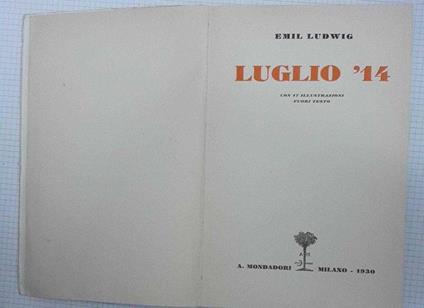 EMIL LUDWIG
LUGLIO '14
CON 17 ILLUSTRAZIONI
FUORI TESTO
A. MONDADORI MILANO - 1930